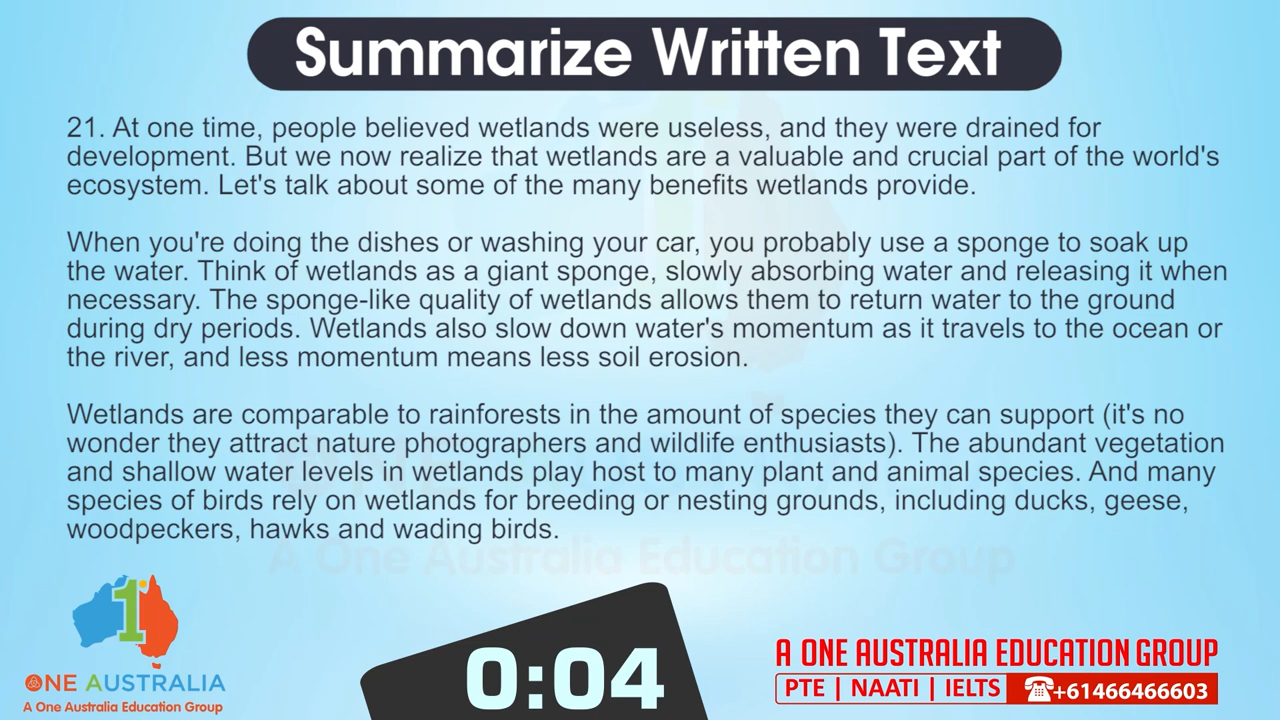 Summarize Written Text
21. At one time, people believed wetlands were useless, and they were drained for
development. But we now realize that wetlands are a valuable and crucial part of the world's
ecosystem. Let's talk about some of the many benefits wetlands provide.
When you're doing the dishes or washing your car, you probably use a sponge to soak up
the water. Think of wetlands as a giant sponge, slowly absorbing water and releasing it when
necessary. The sponge-like quality of wetlands allows them to return water to the ground
during dry periods. Wetlands also slow down water's momentum as it travels to the ocean or
the river, and less momentum means less soil erosion.
Wetlands are comparable to rainforests in the amount of species they can support (it's no
wonder they attract nature photographers and wildlife enthusiasts). The abundant vegetation
and shallow water levels in wetlands play host to many plant and animal species. And many
species of birds rely on wetlands for breeding or nesting grounds, including ducks, geese,
woodpeckers, hawks and wading birds.
A One Australia Education Group
1
ONE AUSTRALIA
A One Australia Education Group
0:04
A ONE AUSTRALIA EDUCATION GROUP
PTE | NAATI | IELTS +61466466603